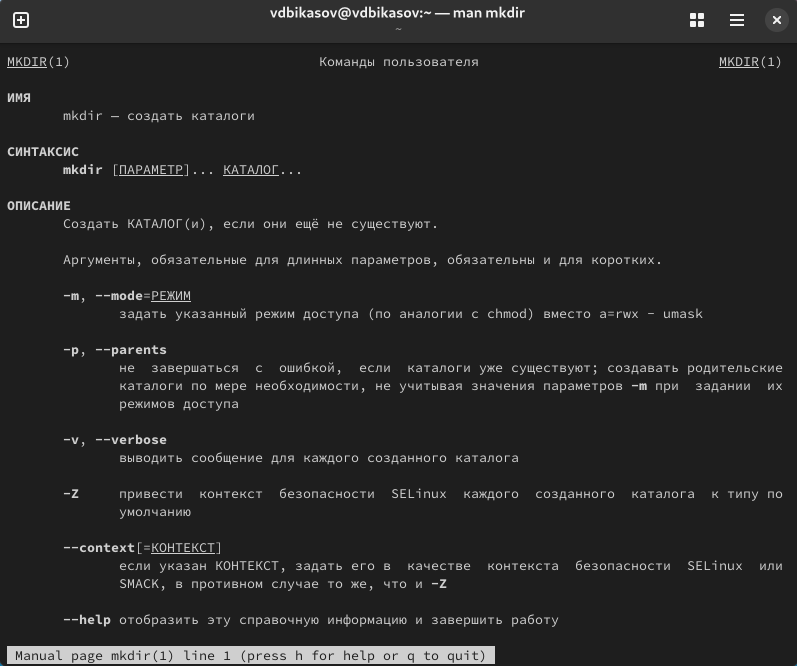 vdbikasov@vdbikasov:~ — man mkdir
~
MKDIR(1) Команды пользователя MKDIR(1)
ИМЯ
mkdir – создать каталоги
СИНТАКСИС
mkdir [ПАРАМЕТР]... КАТАЛОГ...
ОПИСАНИЕ
Создать КАТАЛОГ(и), если они ещё не существуют.
Аргументы, обязательные для длинных параметров, обязательны и для коротких.
-m, --mode=РЕЖИМ
задать указанный режим доступа (по аналогии с chmod) вместо a=rwx - umask
-p, --parents
не завершаться с ошибкой, если каталоги уже существуют; создавать родительские
каталоги по мере необходимости, не учитывая значения параметров -m при задании их
режимов доступа
-v, --verbose
выводить сообщение для каждого созданного каталога
-Z привести контекст безопасности SELinux каждого созданного каталога к типу по
умолчанию
--context[=КОНТЕКСТ]
если указан КОНТЕКСТ, задать его в качестве контекста безопасности SELinux или
SMACK, в противном случае то же, что и -Z
--help отобразить эту справочную информацию и завершить работу
Manual page mkdir(1) line 1 (press h for help or q to quit)